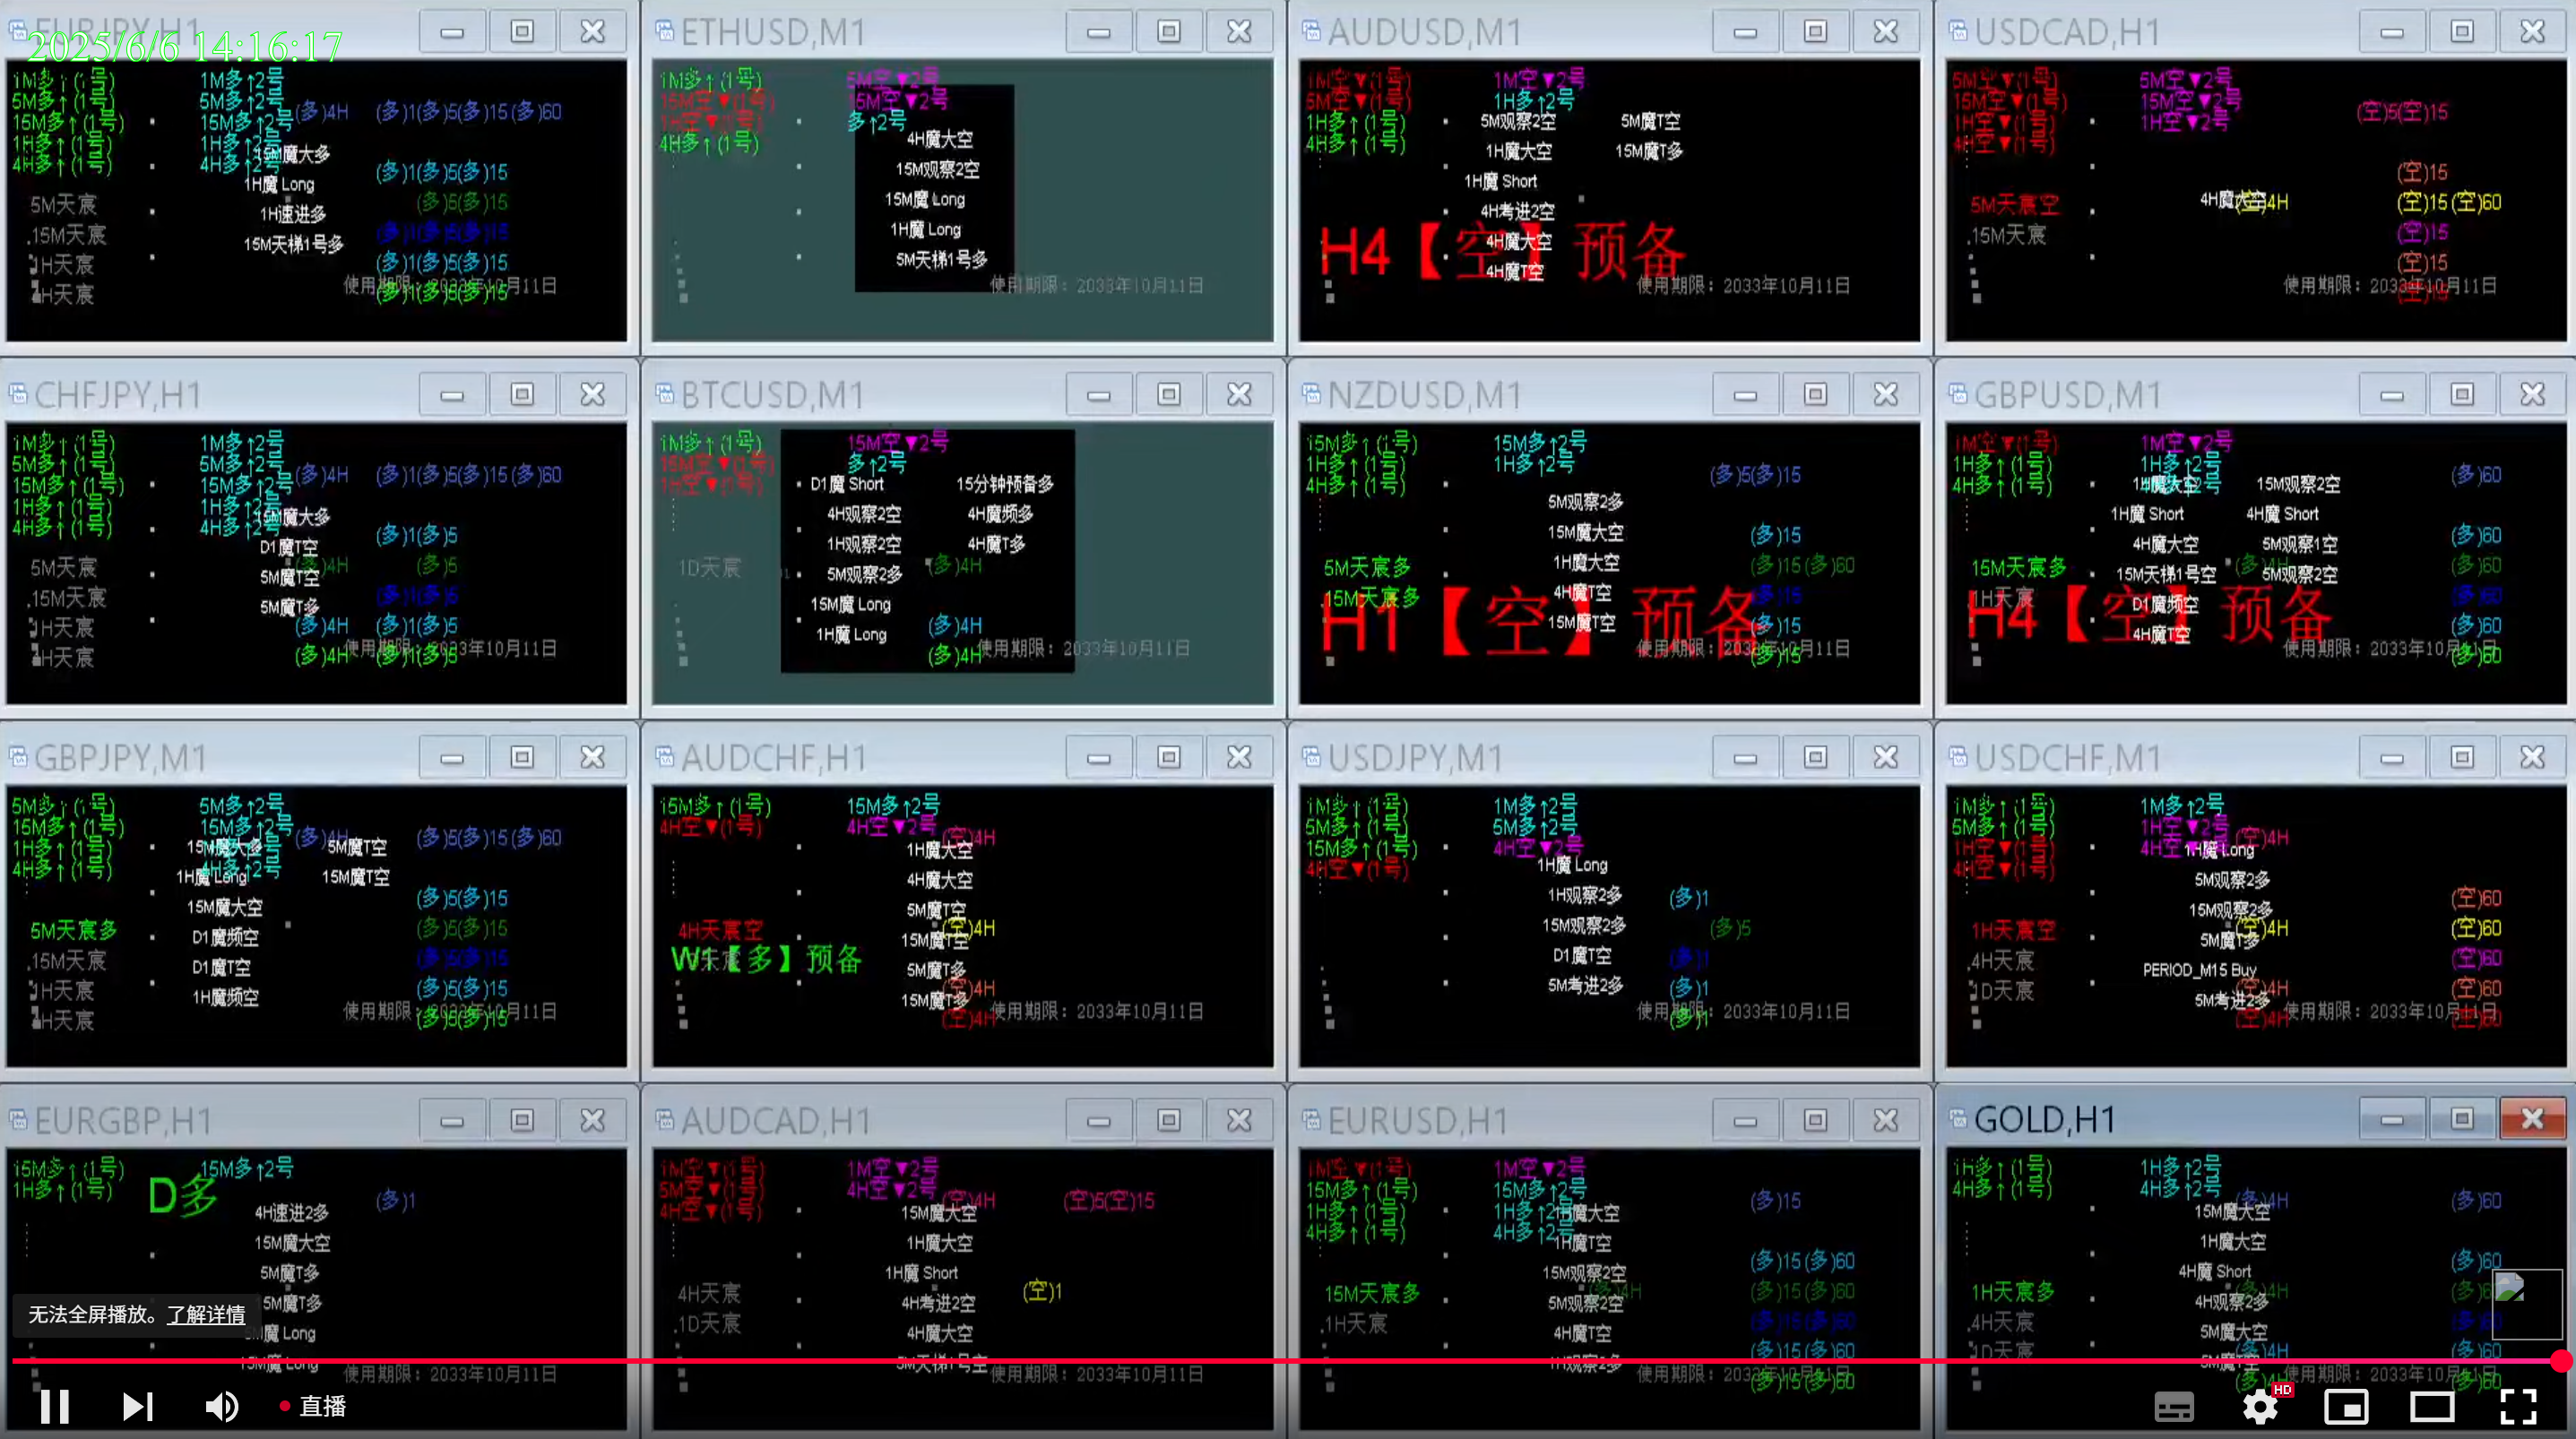 EURJPY,H1
2025/6/6 14:16:17
1M多↑(1号) 1M多↑2号
5M多↑(1号) 5M多↑2号 (多)4H (多)1(多)5(多)15(多)60
15M多↑(1号) 15M多↑2号
1H多↑(1号) 1H多↑2号
4H多↑(1号) 4H多↑2号
15M魔大多
1H魔 Long (多)1(多)5(多)15
5M天宸 1H速进多 (多)5(多)15
.15M天宸 15M天梯1号多 (多)1(多)5(多)15
1H天宸 (多)1(多)5(多)15
4H天宸 (多)1(多)5(多)15
使用期限：2033年10月11日
ETHUSD,M1
1M多↑(1号) 5M空▼2号
15M空▼(1号) 15M空▼2号
1H空▼(1号) 多↑2号
4H多↑(1号) 4H魔大空
15M观察2空
15M魔 Long
1H魔 Long
5M天梯1号多
使用期限：2033年10月11日
AUDUSD,M1
1M空▼(1号) 1M空▼2号
5M空▼(1号) 1H多↑2号
1H多↑(1号) 5M观察2空 5M魔T空
4H多↑(1号) 1H魔大空 15M魔T多
1H魔 Short
4H考进2空
4H魔大空
4H魔T空
H4【空】预备
使用期限：2033年10月11日
USDCAD,H1
5M空▼(1号) 5M空▼2号
15M空▼(1号) 15M空▼2号 (空)5(空)15
1H空▼(1号) 1H空▼2号
4H空▼(1号)
(空)15
5M天宸空 4H魔大空 (空)4H (空)15(空)60
.15M天宸 (空)15
(空)15
(空)15
使用期限：2033年10月11日
CHFJPY,H1
1M多↑(1号) 1M多↑2号
5M多↑(1号) 5M多↑2号 (多)4H (多)1(多)5(多)15(多)60
15M多↑(1号) 15M多↑2号
1H多↑(1号) 1H多↑2号
4H多↑(1号) 4H多↑2号
15M魔大多 (多)1(多)5
D1魔T空
5M天宸 5M魔T空 (多)4H (多)5
.15M天宸 5M魔T多 (多)1(多)5
1H天宸 (多)4H (多)1(多)5
4H天宸 (多)4H (多)1(多)5
使用期限：2033年10月11日
BTCUSD,M1
1M多↑(1号) 15M空▼2号
15M空▼(1号) 多↑2号
1H空▼(1号) D1魔 Short 15分钟预备多
4H观察2空 4H魔频多
1H观察2空 4H魔T多
1D天宸 5M观察2多 (多)4H
15M魔 Long
1H魔 Long (多)4H
(多)4H
使用期限：2033年10月11日
NZDUSD,M1
15M多↑(1号) 15M多↑2号
1H多↑(1号) 1H多↑2号 (多)5(多)15
4H多↑(1号)
5M观察2多
15M魔大空 (多)15
5M天宸多 1H魔大空 (多)15(多)60
.15M天宸多 4H魔T空 (多)15
15M魔T空 (多)15
(多)15
H1【空】预备
使用期限：2033年10月11日
GBPUSD,M1
1M空▼(1号) 1M空▼2号
1H多↑(1号) 1H多↑2号 (多)60
4H多↑(1号) 4H多↑2号
1H魔大空 15M观察2空
1H魔 Short 4H魔 Short
4H魔大空 5M观察1空 (多)60
15M天宸多 15M天梯1号空 (多)4H 5M观察2空 (多)60
.1H天宸 D1魔频空 (多)60
4H魔T空 (多)60
(多)60
H4【空】预备
使用期限：2033年10月11日
GBPJPY,M1
5M多↑(1号) 5M多↑2号
15M多↑(1号) 15M多↑2号 (多)4H (多)5(多)15(多)60
1H多↑(1号) 15M魔大多 5M魔T空
4H多↑(1号) 4H多↑2号
1H魔 Long 15M魔T空
15M魔大空 (多)5(多)15
5M天宸多 D1魔频空 (多)5(多)15
.15M天宸 D1魔T空 (多)5(多)15
1H天宸 1H魔频空 (多)5(多)15
4H天宸 (多)5(多)15
使用期限：2033年10月11日
AUDCHF,H1
15M多↑(1号) 15M多↑2号
4H空▼(1号) 4H空▼2号 (空)4H
1H魔大空
4H魔大空
5M魔T空
4H天宸空 (空)4H
15M魔T空
W1【多】预备
5M魔T多
15M魔T多 (空)4H
(空)4H
使用期限：2033年10月11日
USDJPY,M1
1M多↑(1号) 1M多↑2号
5M多↑(1号) 5M多↑2号
15M多↑(1号) 4H空▼2号
4H空▼(1号) 1H魔 Long
1H观察2多 (多)1
15M观察2多 (多)5
D1魔T空 (多)1
5M考进2多 (多)1
(多)1
使用期限：2033年10月11日
USDCHF,M1
1M多↑(1号) 1M多↑2号
5M多↑(1号) 1H空▼2号 (空)4H
1H空▼(1号) 4H空▼2号 1H魔 Long
4H空▼(1号) 5M观察2多
15M观察2多 (空)60
1H天宸空 5M魔T多 (空)4H (空)60
.4H天宸 PERIOD_M15 Buy (空)60
1D天宸 5M考进2多 (空)4H (空)60
(空)4H (空)60
使用期限：2033年10月11日
EURGBP,H1
15M多↑(1号) 15M多↑2号
1H多↑(1号) D多 (多)1
4H速进2多
15M魔大空
5M魔T多
15M魔T多
5M魔 Long
15M魔 Long
使用期限：2033年10月11日
AUDCAD,H1
1M空▼(1号) 1M空▼2号
5M空▼(1号) 4H空▼2号 (空)4H (空)5(空)15
4H空▼(1号) 15M魔大空
1H魔大空
1H魔 Short
4H天宸 4H考进2空 (空)1
.1D天宸 4H魔大空
5M天梯1号空
使用期限：2033年10月11日
EURUSD,H1
1M空▼(1号) 1M空▼2号
15M多↑(1号) 15M多↑2号 (多)15
1H多↑(1号) 1H多↑2号 1H魔大空
4H多↑(1号) 4H多↑2号 1H魔T空
15M观察2空 (多)15(多)60
15M天宸多 5M观察2空 (多)4H (多)15(多)60
.1H天宸 4H魔T空 (多)15(多)60
1H观察2多 (多)15(多)60
(多)15(多)60
使用期限：2033年10月11日
GOLD,H1
1H多↑(1号) 1H多↑2号
4H多↑(1号) 4H多↑2号 (多)4H (多)60
15M魔大空
1H魔大空
4H魔 Short (多)60
1H天宸多 4H观察2多 (多)4H
.4H天宸 5M魔大空
1D天宸 5M魔T空 (多)4H (多)60
(多)4H (多)60
使用期限：2033年10月11日
无法全屏播放。了解详情
直播
HD